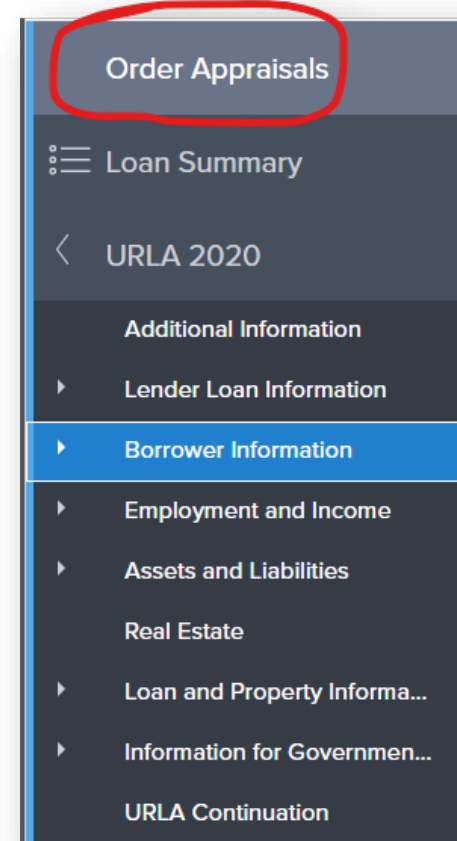 Order Appraisals
Loan Summary
URLA 2020
Additional Information
Lender Loan Information
Borrower Information
Employment and Income
Assets and Liabilities
Real Estate
Loan and Property Informa...
Information for Governmen...
URLA Continuation